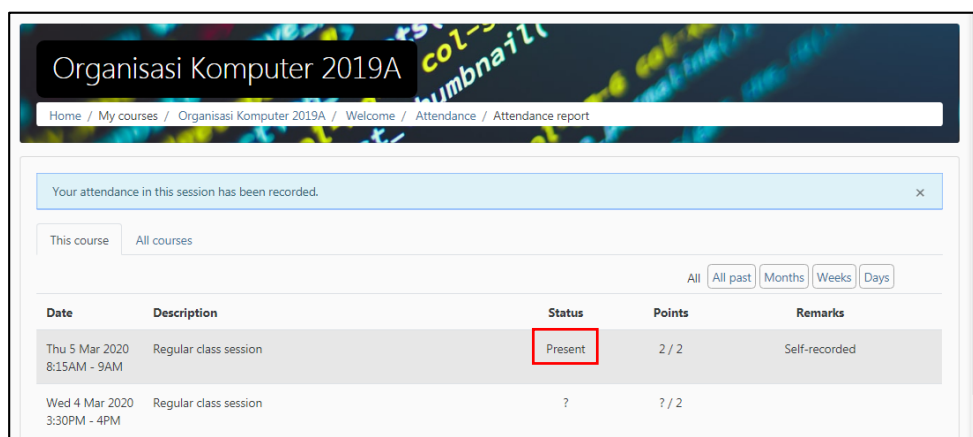 Organisasi Komputer 2019A
col-s
thumbnail(
Home / My courses / Organisasi Komputer 2019A / Welcome / Attendance / Attendance report
Your attendance in this session has been recorded. ×
This course All courses
All All past Months Weeks Days
Date Description Status Points Remarks
Thu 5 Mar 2020 Regular class session Present 2 / 2 Self-recorded
8:15AM - 9AM
Wed 4 Mar 2020 Regular class session ? ? / 2
3:30PM - 4PM